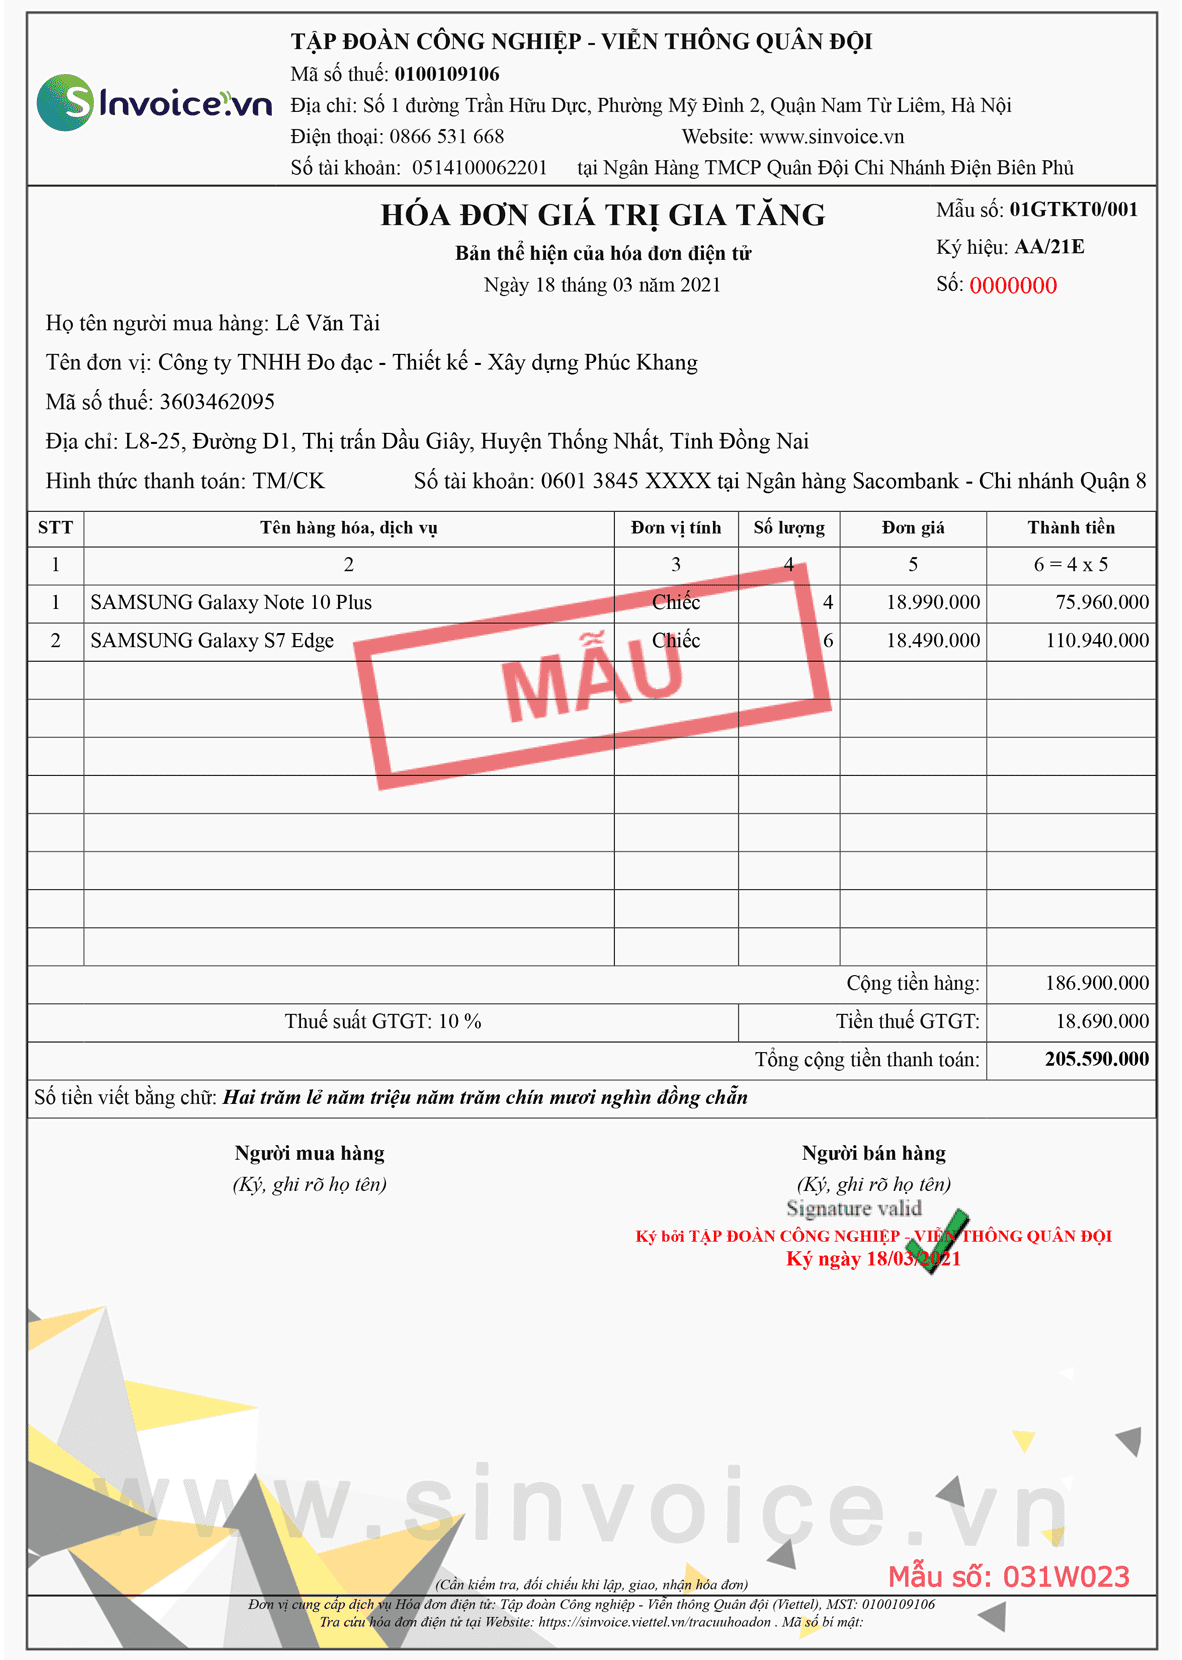 TẬP ĐOÀN CÔNG NGHIỆP - VIỄN THÔNG QUÂN ĐỘI
Mã số thuế: 0100109106
SInvoice.vn
Địa chỉ: Số 1 đường Trần Hữu Dực, Phường Mỹ Đình 2, Quận Nam Từ Liêm, Hà Nội
Điện thoại: 0866 531 668 Website: www.sinvoice.vn
Số tài khoản: 0514100062201 tại Ngân Hàng TMCP Quân Đội Chi Nhánh Điện Biên Phủ
HÓA ĐƠN GIÁ TRỊ GIA TĂNG
Mẫu số: 01GTKT0/001
Bản thể hiện của hóa đơn điện tử
Ký hiệu: AA/21E
Ngày 18 tháng 03 năm 2021
Số: 0000000
Họ tên người mua hàng: Lê Văn Tài
Tên đơn vị: Công ty TNHH Đo đạc - Thiết kế - Xây dựng Phúc Khang
Mã số thuế: 3603462095
Địa chỉ: L8-25, Đường D1, Thị trấn Dầu Giây, Huyện Thống Nhất, Tỉnh Đồng Nai
Hình thức thanh toán: TM/CK Số tài khoản: 0601 3845 XXXX tại Ngân hàng Sacombank - Chi nhánh Quận 8
STT Tên hàng hóa, dịch vụ Đơn vị tính Số lượng Đơn giá Thành tiền
1 2 3 4 5 6 = 4 x 5
1 SAMSUNG Galaxy Note 10 Plus Chiếc 4 18.990.000 75.960.000
2 SAMSUNG Galaxy S7 Edge Chiếc 6 18.490.000 110.940.000
MẪU
Cộng tiền hàng: 186.900.000
Thuế suất GTGT: 10 % Tiền thuế GTGT: 18.690.000
Tổng cộng tiền thanh toán: 205.590.000
Số tiền viết bằng chữ: Hai trăm lẻ năm triệu năm trăm chín mươi nghìn đồng chẵn
Người mua hàng Người bán hàng
(Ký, ghi rõ họ tên) (Ký, ghi rõ họ tên)
Signature valid
Ký bởi TẬP ĐOÀN CÔNG NGHIỆP - VIỄN THÔNG QUÂN ĐỘI
Ký ngày 18/03/2021
www.sinvoice.vn
Mẫu số: 031W023
(Cần kiểm tra, đối chiếu khi lập, giao, nhận hóa đơn)
Đơn vị cung cấp dịch vụ Hóa đơn điện tử: Tập đoàn Công nghiệp - Viễn thông Quân đội (Viettel), MST: 0100109106
Tra cứu hóa đơn điện tử tại Website: https://sinvoice.viettel.vn/tracuuhoadon . Mã số bí mật: